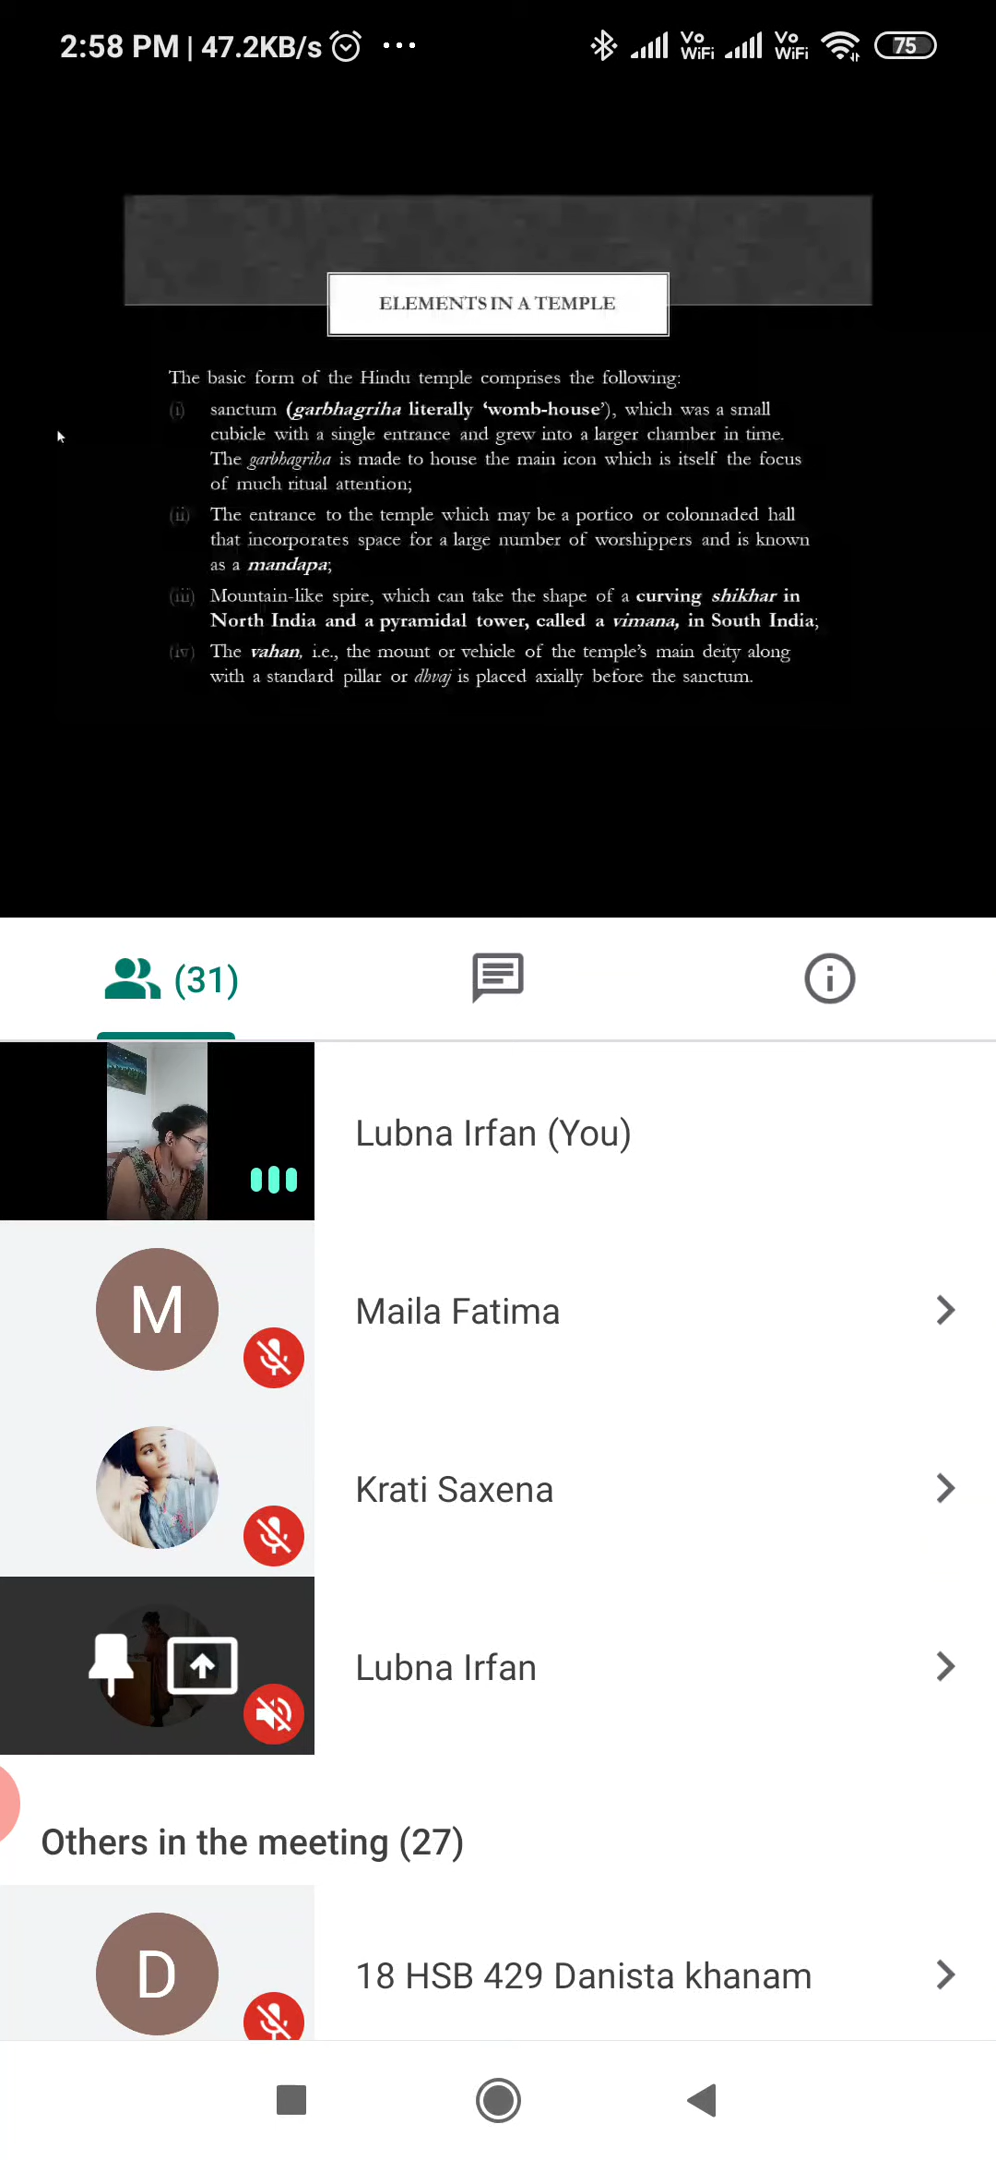 2:58 PM | 47.2KB/s ...
Vo WiFi Vo WiFi 75
ELEMENTS IN A TEMPLE
The basic form of the Hindu temple comprises the following:
(i) sanctum (garbhagriha literally ‘womb-house’), which was a small
cubicle with a single entrance and grew into a larger chamber in time.
The garbhagriha is made to house the main icon which is itself the focus
of much ritual attention;
(ii) The entrance to the temple which may be a portico or colonnaded hall
that incorporates space for a large number of worshippers and is known
as a mandapa;
(iii) Mountain-like spire, which can take the shape of a curving shikhar in
North India and a pyramidal tower, called a vimana, in South India;
(iv) The vahan, i.e., the mount or vehicle of the temple’s main deity along
with a standard pillar or dhvaj is placed axially before the sanctum.
(31)
Lubna Irfan (You)
M
Maila Fatima
Krati Saxena
Lubna Irfan
Others in the meeting (27)
D
18 HSB 429 Danista khanam